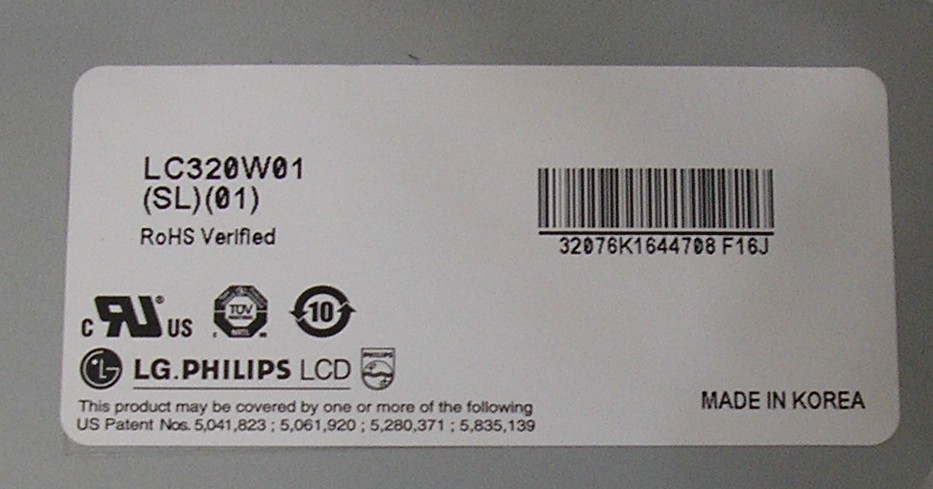 LC320W01
(SL)(01)
RoHS Verified
32076K1644708 F16J
c RU® US
TÜV
10
LG LG.PHILIPS LCD PHILIPS
This product may be covered by one or more of the following
US Patent Nos. 5,041,823 ; 5,061,920 ; 5,280,371 ; 5,835,139
MADE IN KOREA